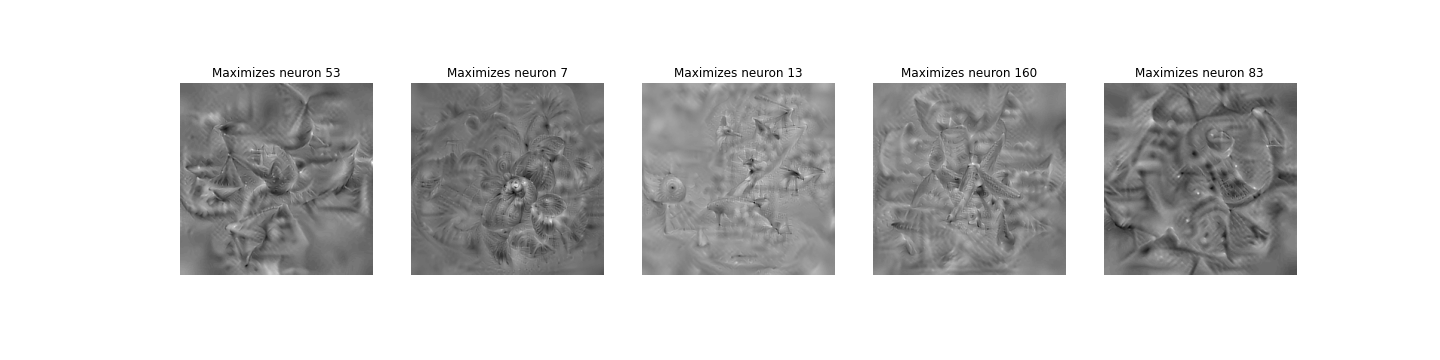 Maximizes neuron 53
Maximizes neuron 7
Maximizes neuron 13
Maximizes neuron 160
Maximizes neuron 83